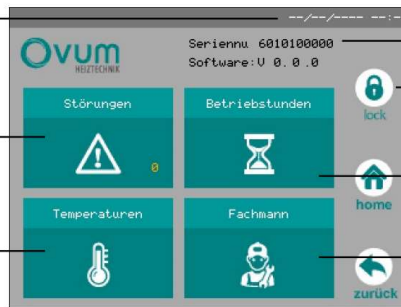 --/--/---- --:-
Ovum
HEIZTECHNIK
Seriennu 6010100000
Software:V 0.0.0
lock
Störungen
Betriebstunden
0
home
Temperaturen
Fachmann
zurück